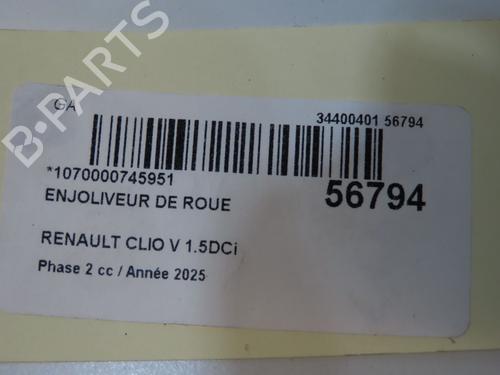 GA
34400401 56794
*1070000745951
56794
ENJOLIVEUR DE ROUE
RENAULT CLIO V 1.5DCi
Phase 2 cc / Année 2025
B-PARTS